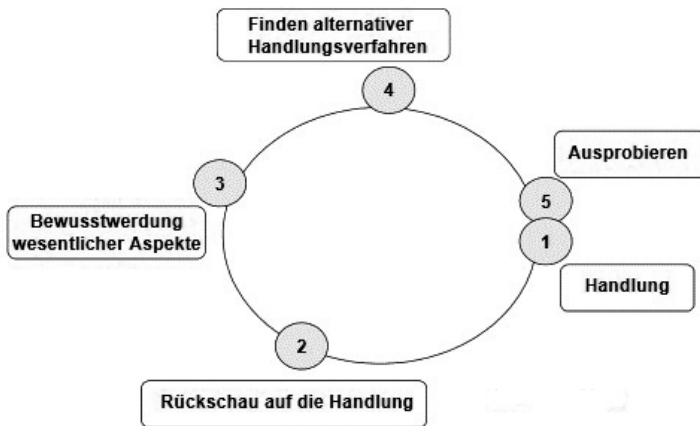 Finden alternativer
Handlungsverfahren
4
Ausprobieren
3
5
Bewusstwerdung
wesentlicher Aspekte
1
Handlung
2
Rückschau auf die Handlung